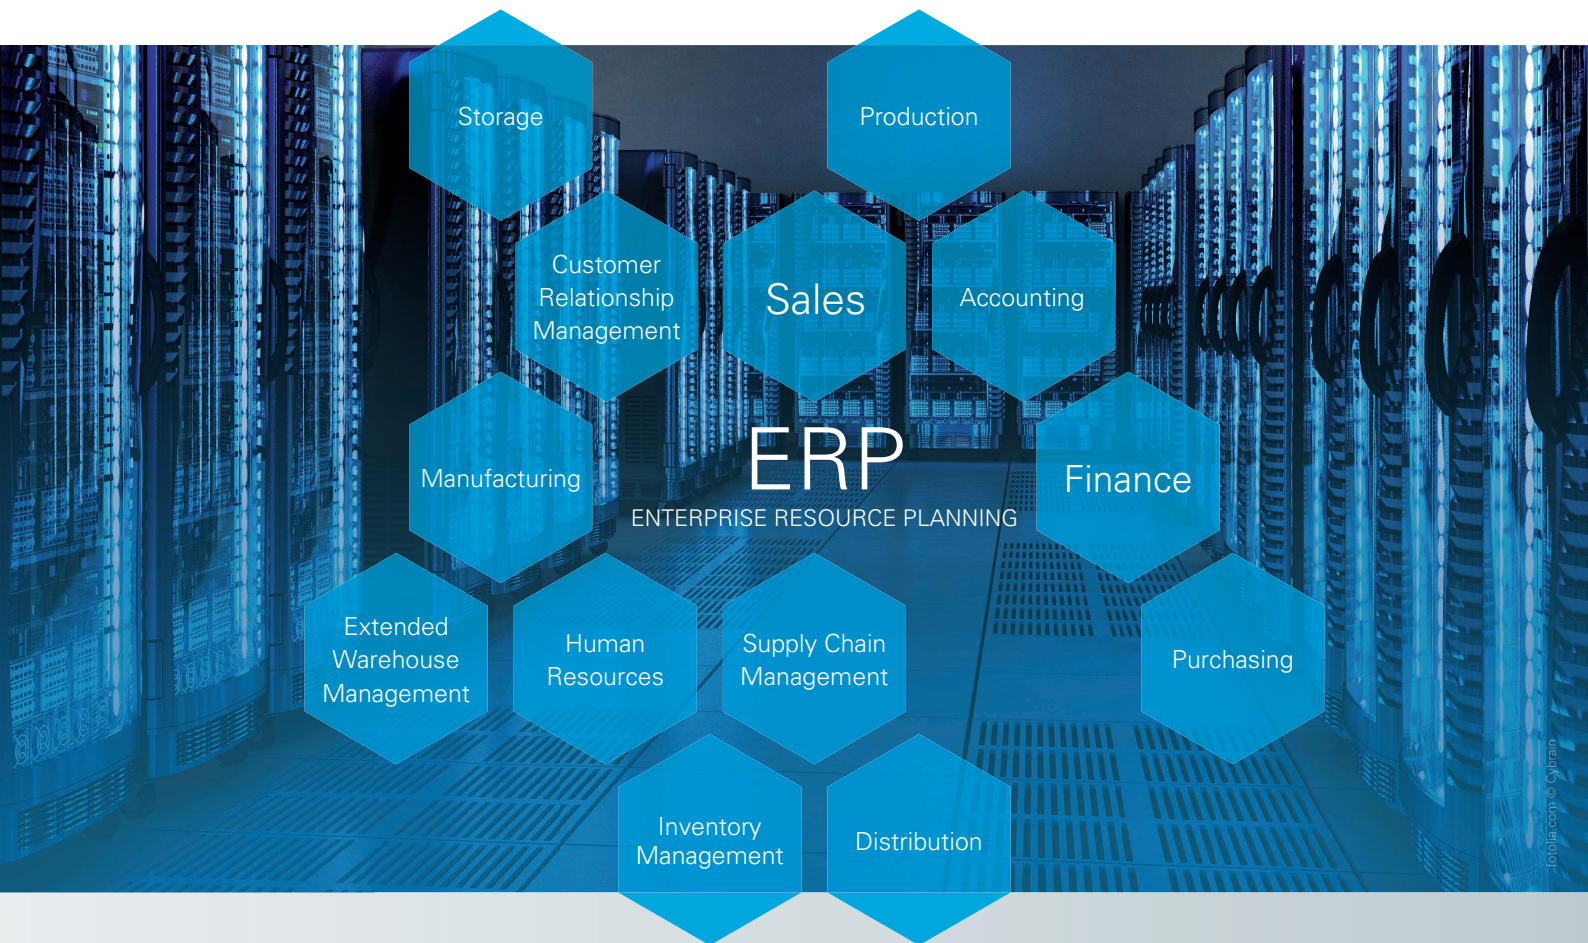 Storage
Production
Customer
Relationship
Management
Sales
Accounting
Manufacturing
ERP
ENTERPRISE RESOURCE PLANNING
Finance
Extended
Warehouse
Management
Human
Resources
Supply Chain
Management
Purchasing
Inventory
Management
Distribution
fotolia.com © Cybrain